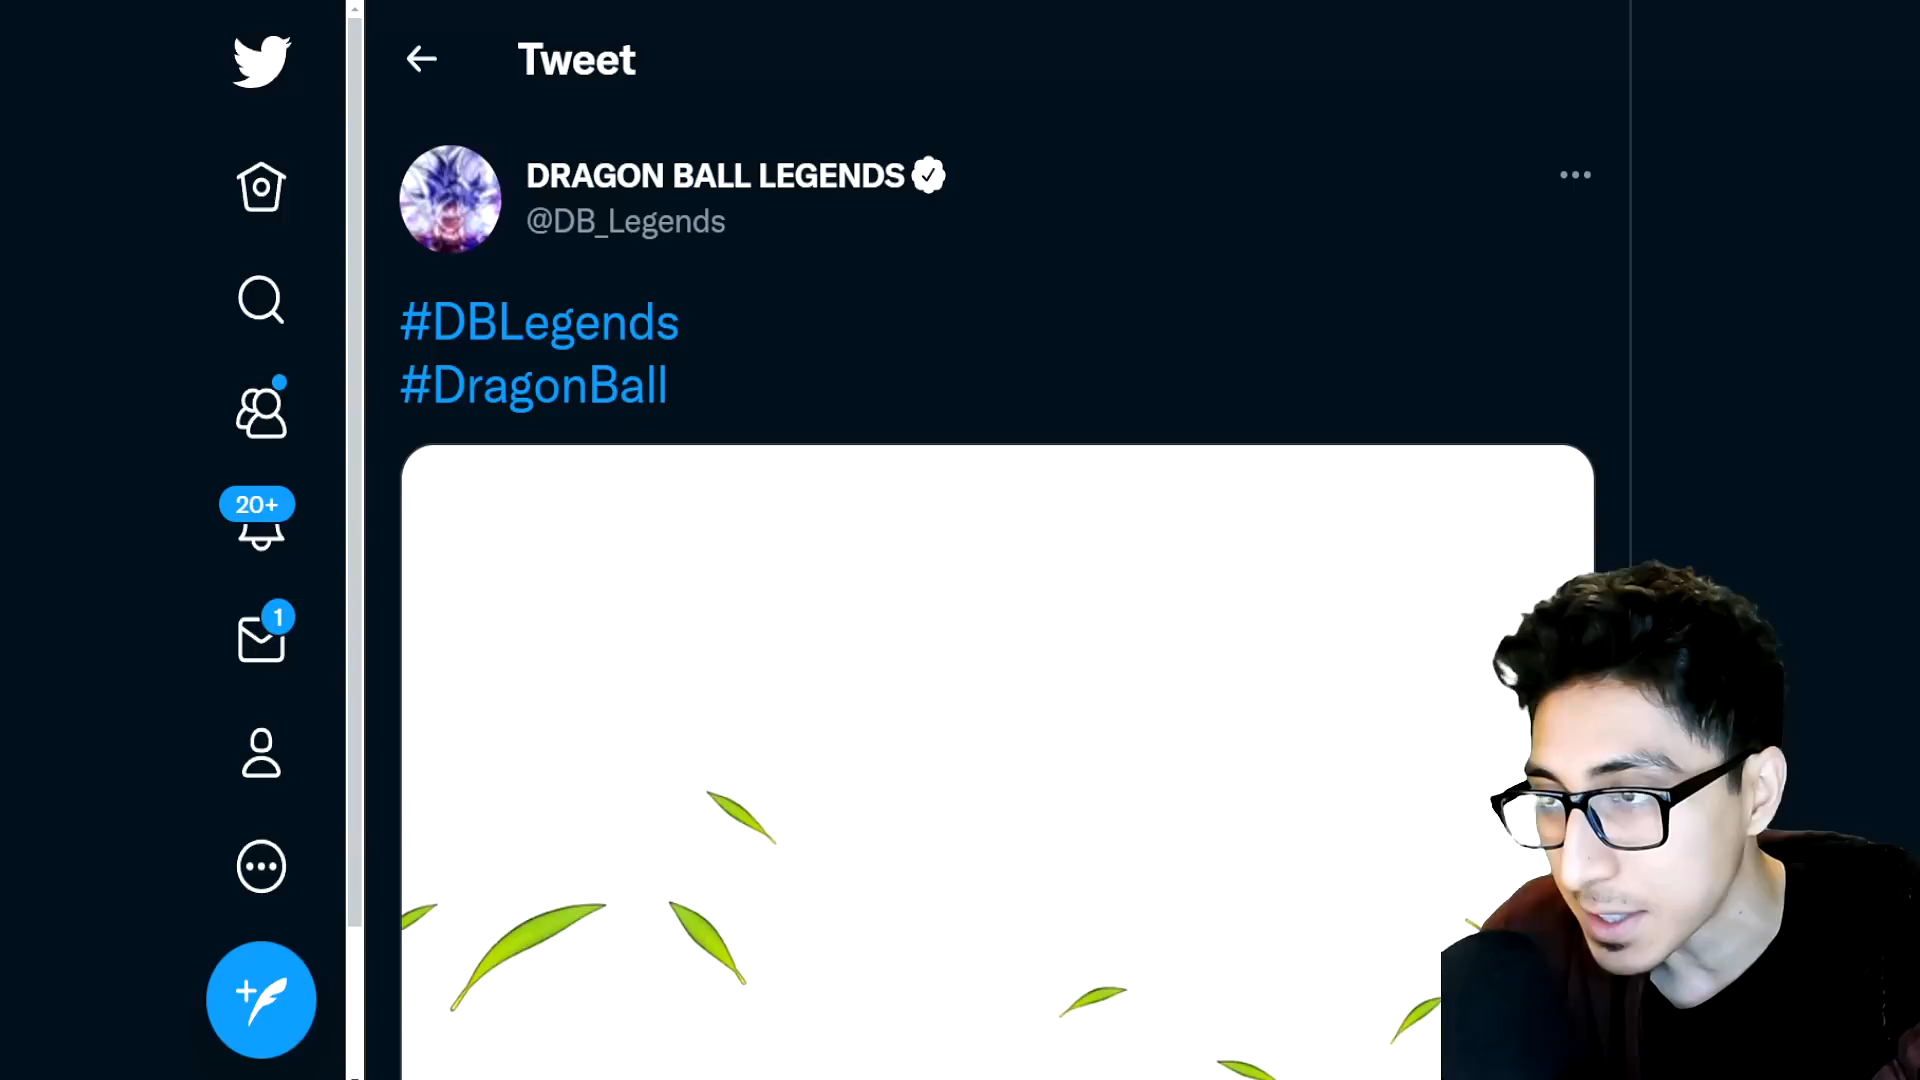 Tweet
DRAGON BALL LEGENDS
@DB_Legends
#DBLegends
#DragonBall
20+
1